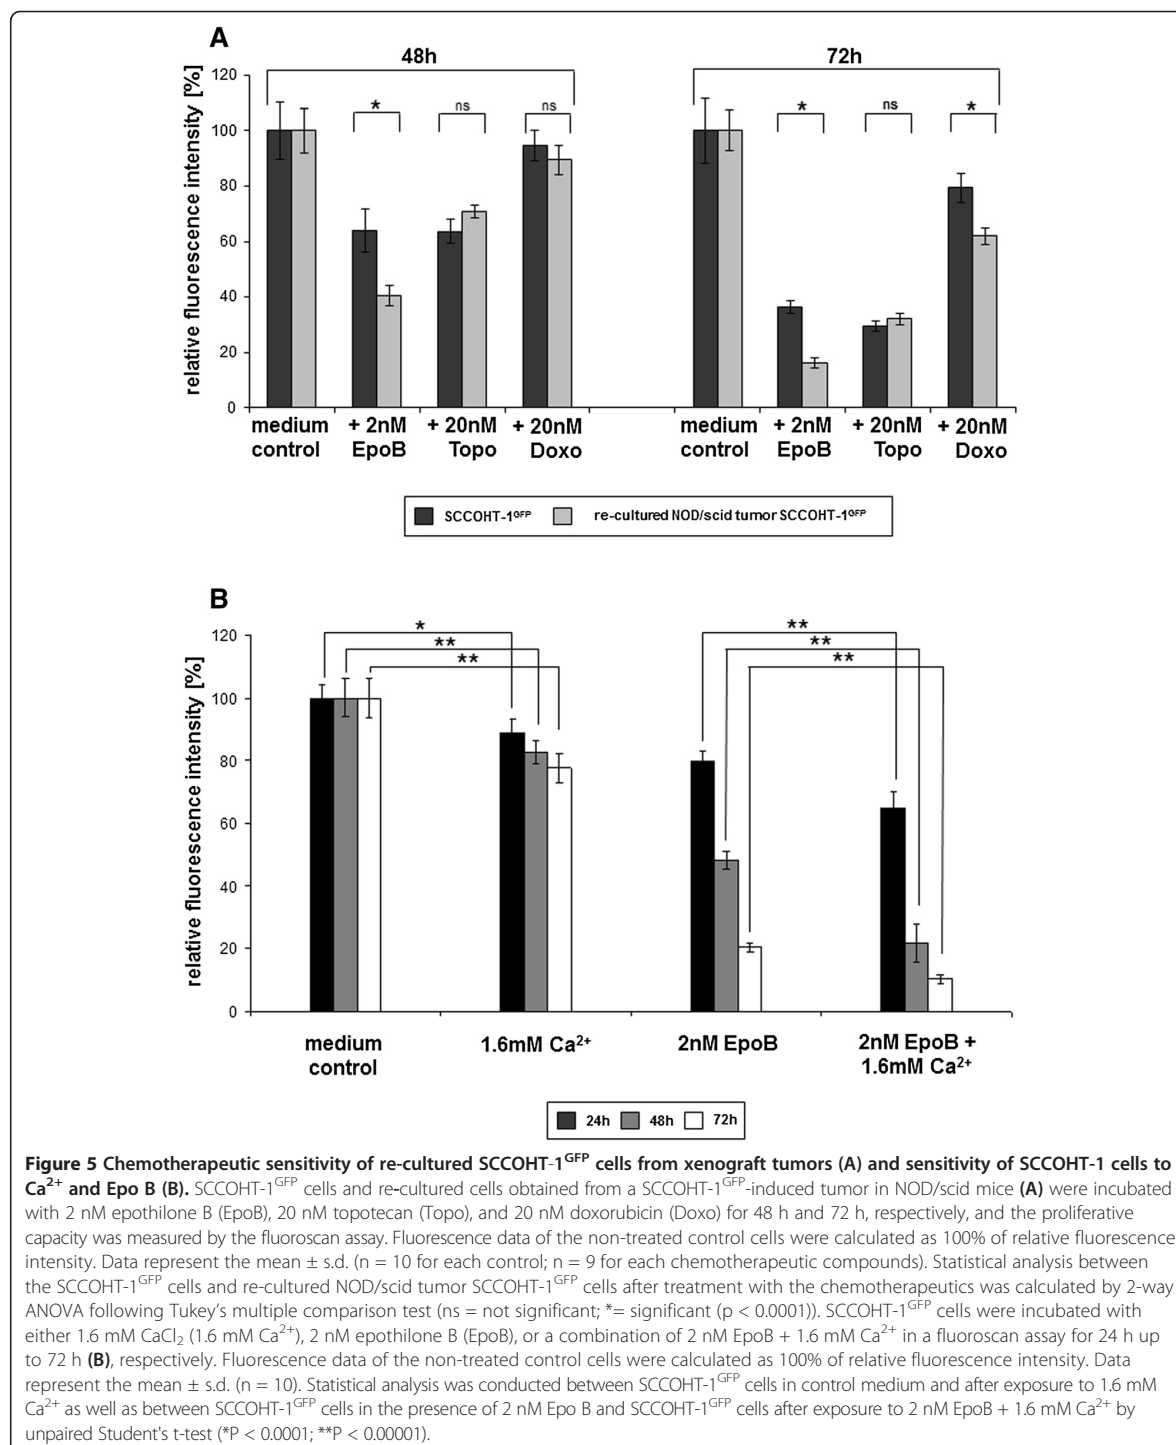 A
48h
72h
relative fluorescence intensity [%]
120
100
80
60
40
20
0
*
ns
ns
*
ns
*
medium control
+ 2nM EpoB
+ 20nM Topo
+ 20nM Doxo
medium control
+ 2nM EpoB
+ 20nM Topo
+ 20nM Doxo
SCCOHT-1ᴳᶠᴾ
re-cultured NOD/scid tumor SCCOHT-1ᴳᶠᴾ
B
relative fluorescence intensity [%]
120
100
80
60
40
20
0
*
**
**
**
**
**
medium control
1.6mM Ca²⁺
2nM EpoB
2nM EpoB + 1.6mM Ca²⁺
24h
48h
72h
Figure 5 Chemotherapeutic sensitivity of re-cultured SCCOHT-1ᴳᶠᴾ cells from xenograft tumors (A) and sensitivity of SCCOHT-1 cells to
Ca²⁺ and Epo B (B). SCCOHT-1ᴳᶠᴾ cells and re-cultured cells obtained from a SCCOHT-1ᴳᶠᴾ-induced tumor in NOD/scid mice (A) were incubated
with 2 nM epothilone B (EpoB), 20 nM topotecan (Topo), and 20 nM doxorubicin (Doxo) for 48 h and 72 h, respectively, and the proliferative
capacity was measured by the fluoroscan assay. Fluorescence data of the non-treated control cells were calculated as 100% of relative fluorescence
intensity. Data represent the mean ± s.d. (n = 10 for each control; n = 9 for each chemotherapeutic compounds). Statistical analysis between
the SCCOHT-1ᴳᶠᴾ cells and re-cultured NOD/scid tumor SCCOHT-1ᴳᶠᴾ cells after treatment with the chemotherapeutics was calculated by 2-way
ANOVA following Tukey's multiple comparison test (ns = not significant; *= significant (p < 0.0001)). SCCOHT-1ᴳᶠᴾ cells were incubated with
either 1.6 mM CaCl₂ (1.6 mM Ca²⁺), 2 nM epothilone B (EpoB), or a combination of 2 nM EpoB + 1.6 mM Ca²⁺ in a fluoroscan assay for 24 h up
to 72 h (B), respectively. Fluorescence data of the non-treated control cells were calculated as 100% of relative fluorescence intensity. Data
represent the mean ± s.d. (n = 10). Statistical analysis was conducted between SCCOHT-1ᴳᶠᴾ cells in control medium and after exposure to 1.6 mM
Ca²⁺ as well as between SCCOHT-1ᴳᶠᴾ cells in the presence of 2 nM Epo B and SCCOHT-1ᴳᶠᴾ cells after exposure to 2 nM EpoB + 1.6 mM Ca²⁺ by
unpaired Student's t-test (*P < 0.0001; **P < 0.00001).